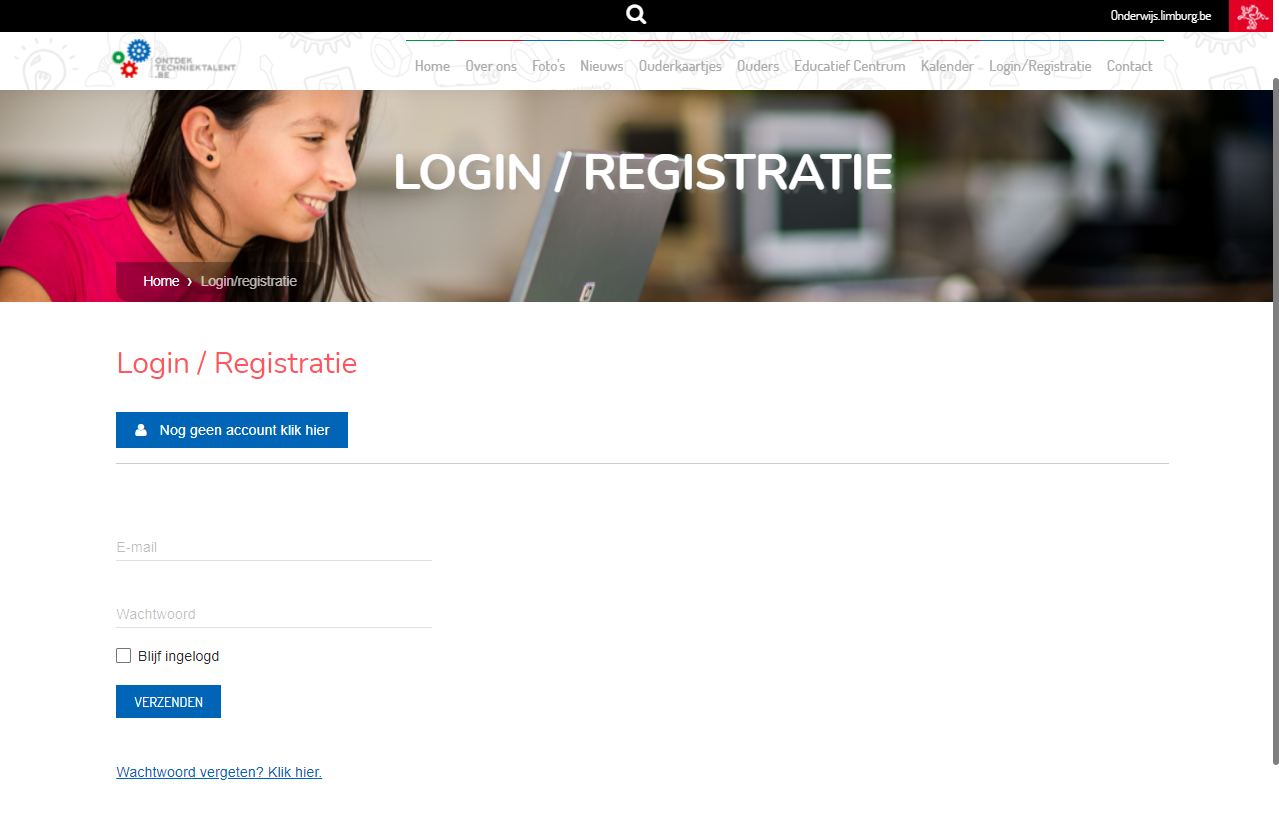 Onderwijs.limburg.be
ONTDEK
TECHNIEKTALENT
.BE
Home Over ons Foto's Nieuws Ouderkaartjes Ouders Educatief Centrum Kalender Login/Registratie Contact
LOGIN / REGISTRATIE
Home › Login/registratie
Login / Registratie
Nog geen account klik hier
E-mail
Wachtwoord
Blijf ingelogd
VERZENDEN
Wachtwoord vergeten? Klik hier.